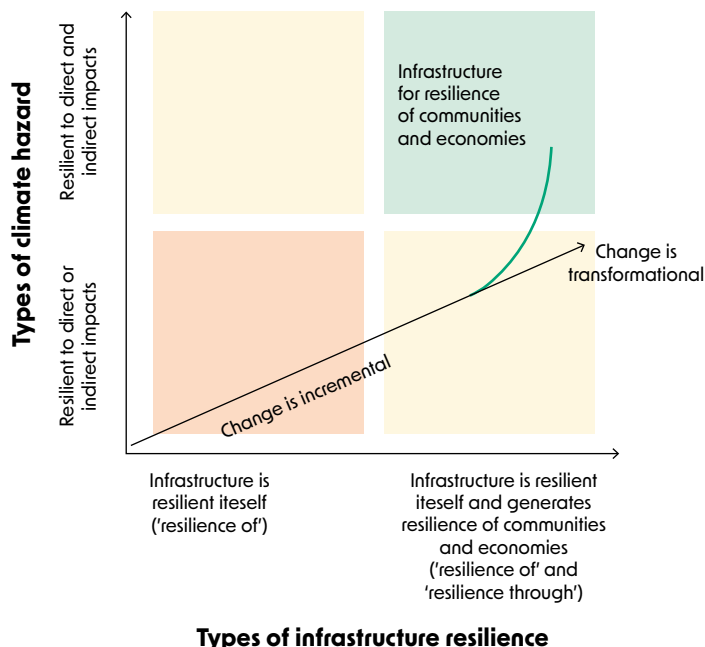 Types of climate hazard
Resilient to direct and
indirect impacts
Resilient to direct or
indirect impacts
Infrastructure
for resilience
of communities
and economies
Change is
transformational
Change is incremental
Infrastructure is
resilient iteself
(‘resilience of’)
Infrastructure is resilient
iteself and generates
resilience of communities
and economies
(‘resilience of’ and
‘resilience through’)
Types of infrastructure resilience